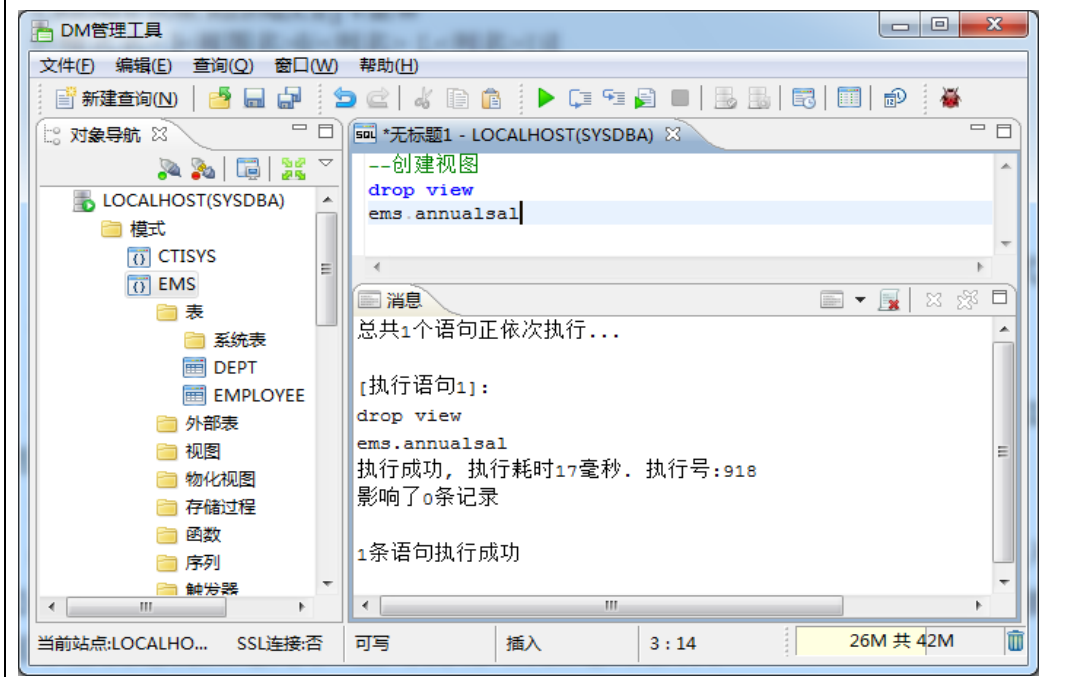 DM管理工具
文件(F) 编辑(E) 查询(Q) 窗口(W) 帮助(H)
新建查询(N)
对象导航
LOCALHOST(SYSDBA)
模式
CTISYS
EMS
表
系统表
DEPT
EMPLOYEE
外部表
视图
物化视图
存储过程
函数
序列
触发器
*无标题1 - LOCALHOST(SYSDBA)
--创建视图
drop view
ems.annualsal
消息
总共1个语句正依次执行...
[执行语句1]:
drop view
ems.annualsal
执行成功, 执行耗时17毫秒. 执行号:918
影响了0条记录
1条语句执行成功
当前站点:LOCALHO... SSL连接:否 可写 插入 3 : 14 26M 共 42M